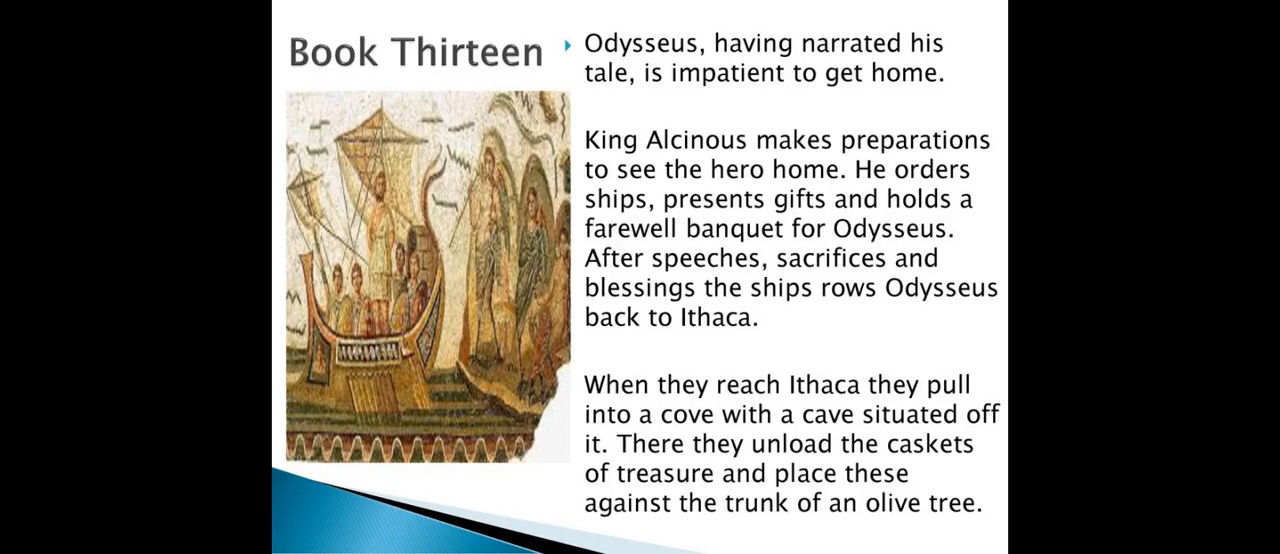 Book Thirteen
Odysseus, having narrated his
tale, is impatient to get home.
King Alcinous makes preparations
to see the hero home. He orders
ships, presents gifts and holds a
farewell banquet for Odysseus.
After speeches, sacrifices and
blessings the ships rows Odysseus
back to Ithaca.
When they reach Ithaca they pull
into a cove with a cave situated off
it. There they unload the caskets
of treasure and place these
against the trunk of an olive tree.